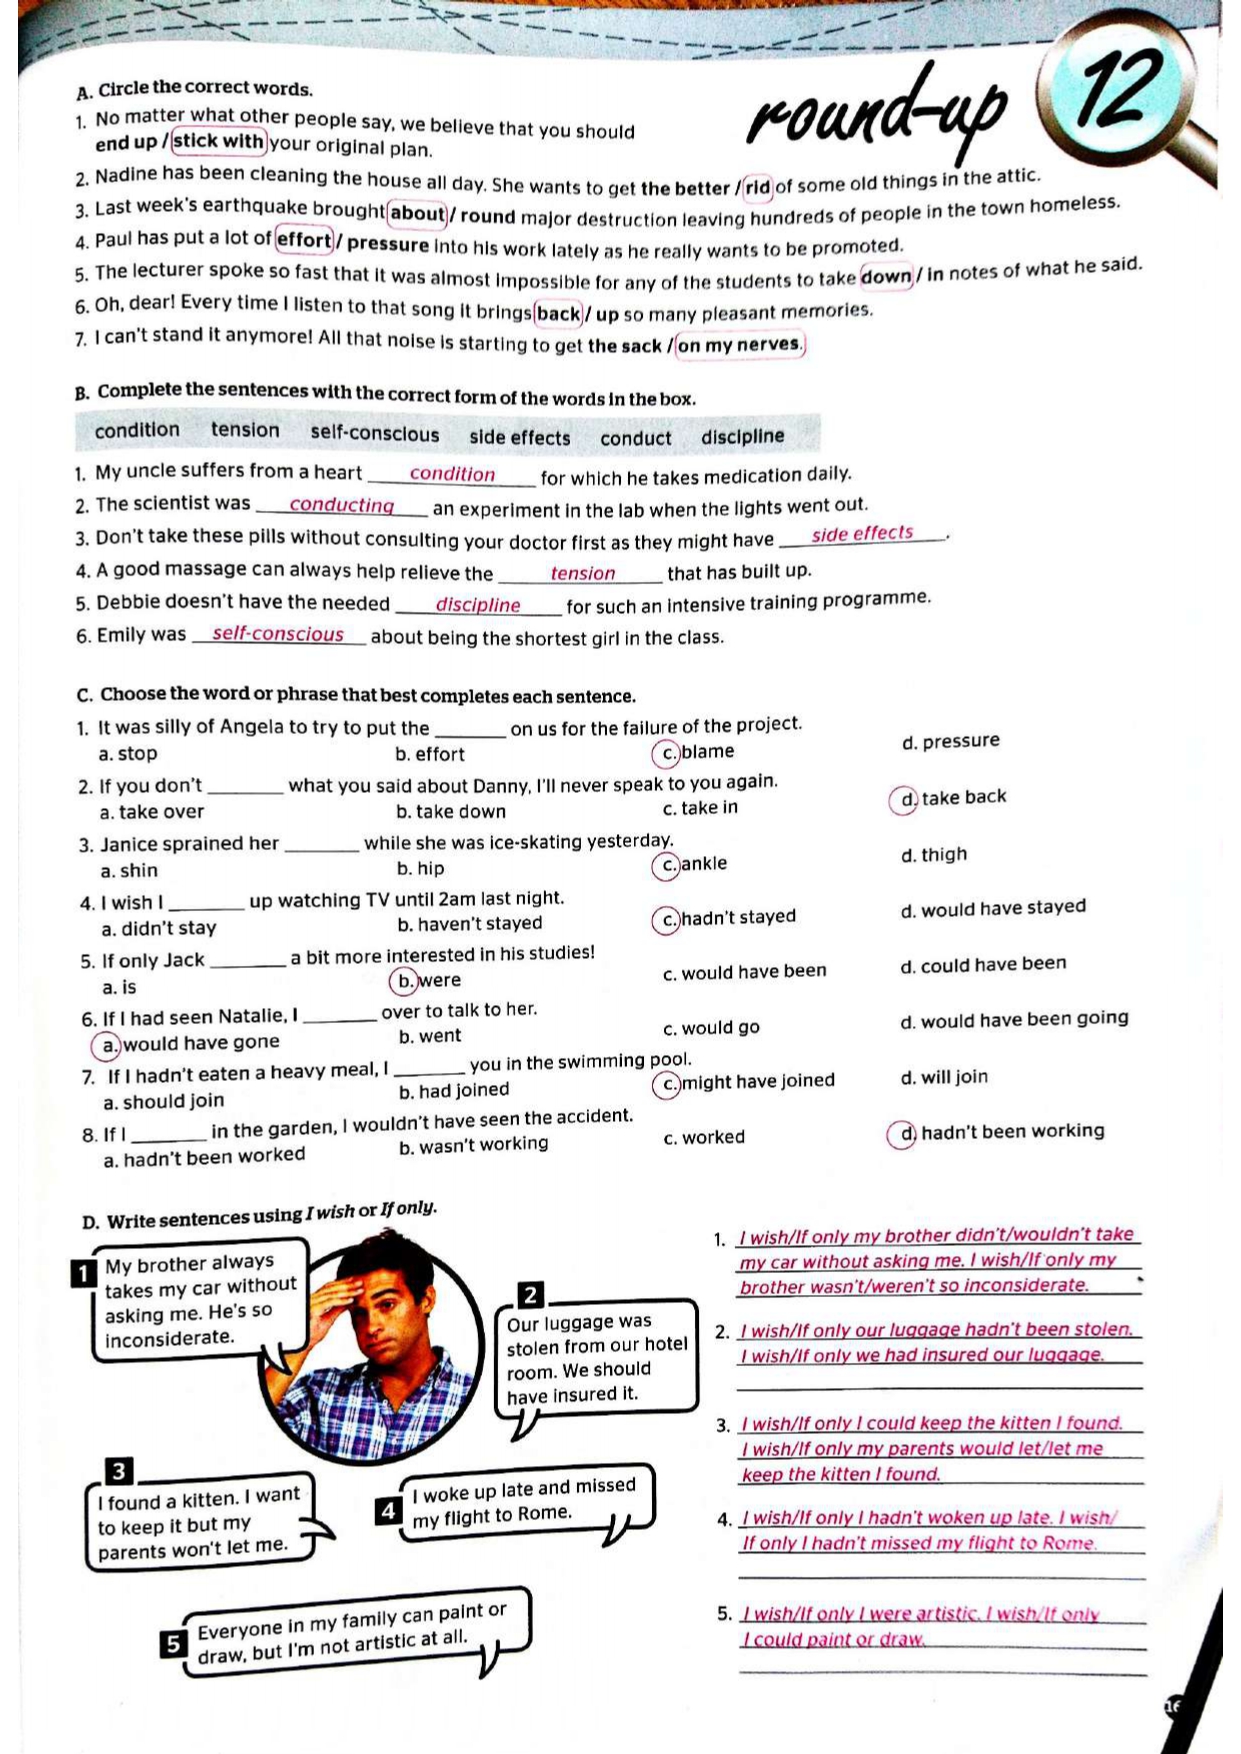 round-up 12
A. Circle the correct words.
1. No matter what other people say, we believe that you should
end up / stick with your original plan.
2. Nadine has been cleaning the house all day. She wants to get the better / rid of some old things in the attic.
3. Last week's earthquake brought about / round major destruction leaving hundreds of people in the town homeless.
4. Paul has put a lot of effort / pressure into his work lately as he really wants to be promoted.
5. The lecturer spoke so fast that it was almost impossible for any of the students to take down / in notes of what he said.
6. Oh, dear! Every time I listen to that song it brings back / up so many pleasant memories.
7. I can't stand it anymore! All that noise is starting to get the sack / on my nerves.
B. Complete the sentences with the correct form of the words in the box.
condition tension self-conscious side effects conduct discipline
1. My uncle suffers from a heart condition for which he takes medication daily.
2. The scientist was conducting an experiment in the lab when the lights went out.
3. Don't take these pills without consulting your doctor first as they might have side effects.
4. A good massage can always help relieve the tension that has built up.
5. Debbie doesn't have the needed discipline for such an intensive training programme.
6. Emily was self-conscious about being the shortest girl in the class.
C. Choose the word or phrase that best completes each sentence.
1. It was silly of Angela to try to put the ______ on us for the failure of the project.
a. stop b. effort c. blame d. pressure
2. If you don't ______ what you said about Danny, I'll never speak to you again.
a. take over b. take down c. take in d. take back
3. Janice sprained her ______ while she was ice-skating yesterday.
a. shin b. hip c. ankle d. thigh
4. I wish I ______ up watching TV until 2am last night.
a. didn't stay b. haven't stayed c. hadn't stayed d. would have stayed
5. If only Jack ______ a bit more interested in his studies!
a. is b. were c. would have been d. could have been
6. If I had seen Natalie, I ______ over to talk to her.
a. would have gone b. went c. would go d. would have been going
7. If I hadn't eaten a heavy meal, I ______ you in the swimming pool.
a. should join b. had joined c. might have joined d. will join
8. If I ______ in the garden, I wouldn't have seen the accident.
a. hadn't been worked b. wasn't working c. worked d. hadn't been working
D. Write sentences using I wish or If only.
1
My brother always
takes my car without
asking me. He's so
inconsiderate.
2
Our luggage was
stolen from our hotel
room. We should
have insured it.
3
I found a kitten. I want
to keep it but my
parents won't let me.
4
I woke up late and missed
my flight to Rome.
5
Everyone in my family can paint or
draw, but I'm not artistic at all.
1. I wish/If only my brother didn't/wouldn't take
my car without asking me. I wish/If only my
brother wasn't/weren't so inconsiderate.
2. I wish/If only our luggage hadn't been stolen.
I wish/If only we had insured our luggage.
3. I wish/If only I could keep the kitten I found.
I wish/If only my parents would let/let me
keep the kitten I found.
4. I wish/If only I hadn't woken up late. I wish/
If only I hadn't missed my flight to Rome.
5. I wish/If only I were artistic. I wish/If only
I could paint or draw.